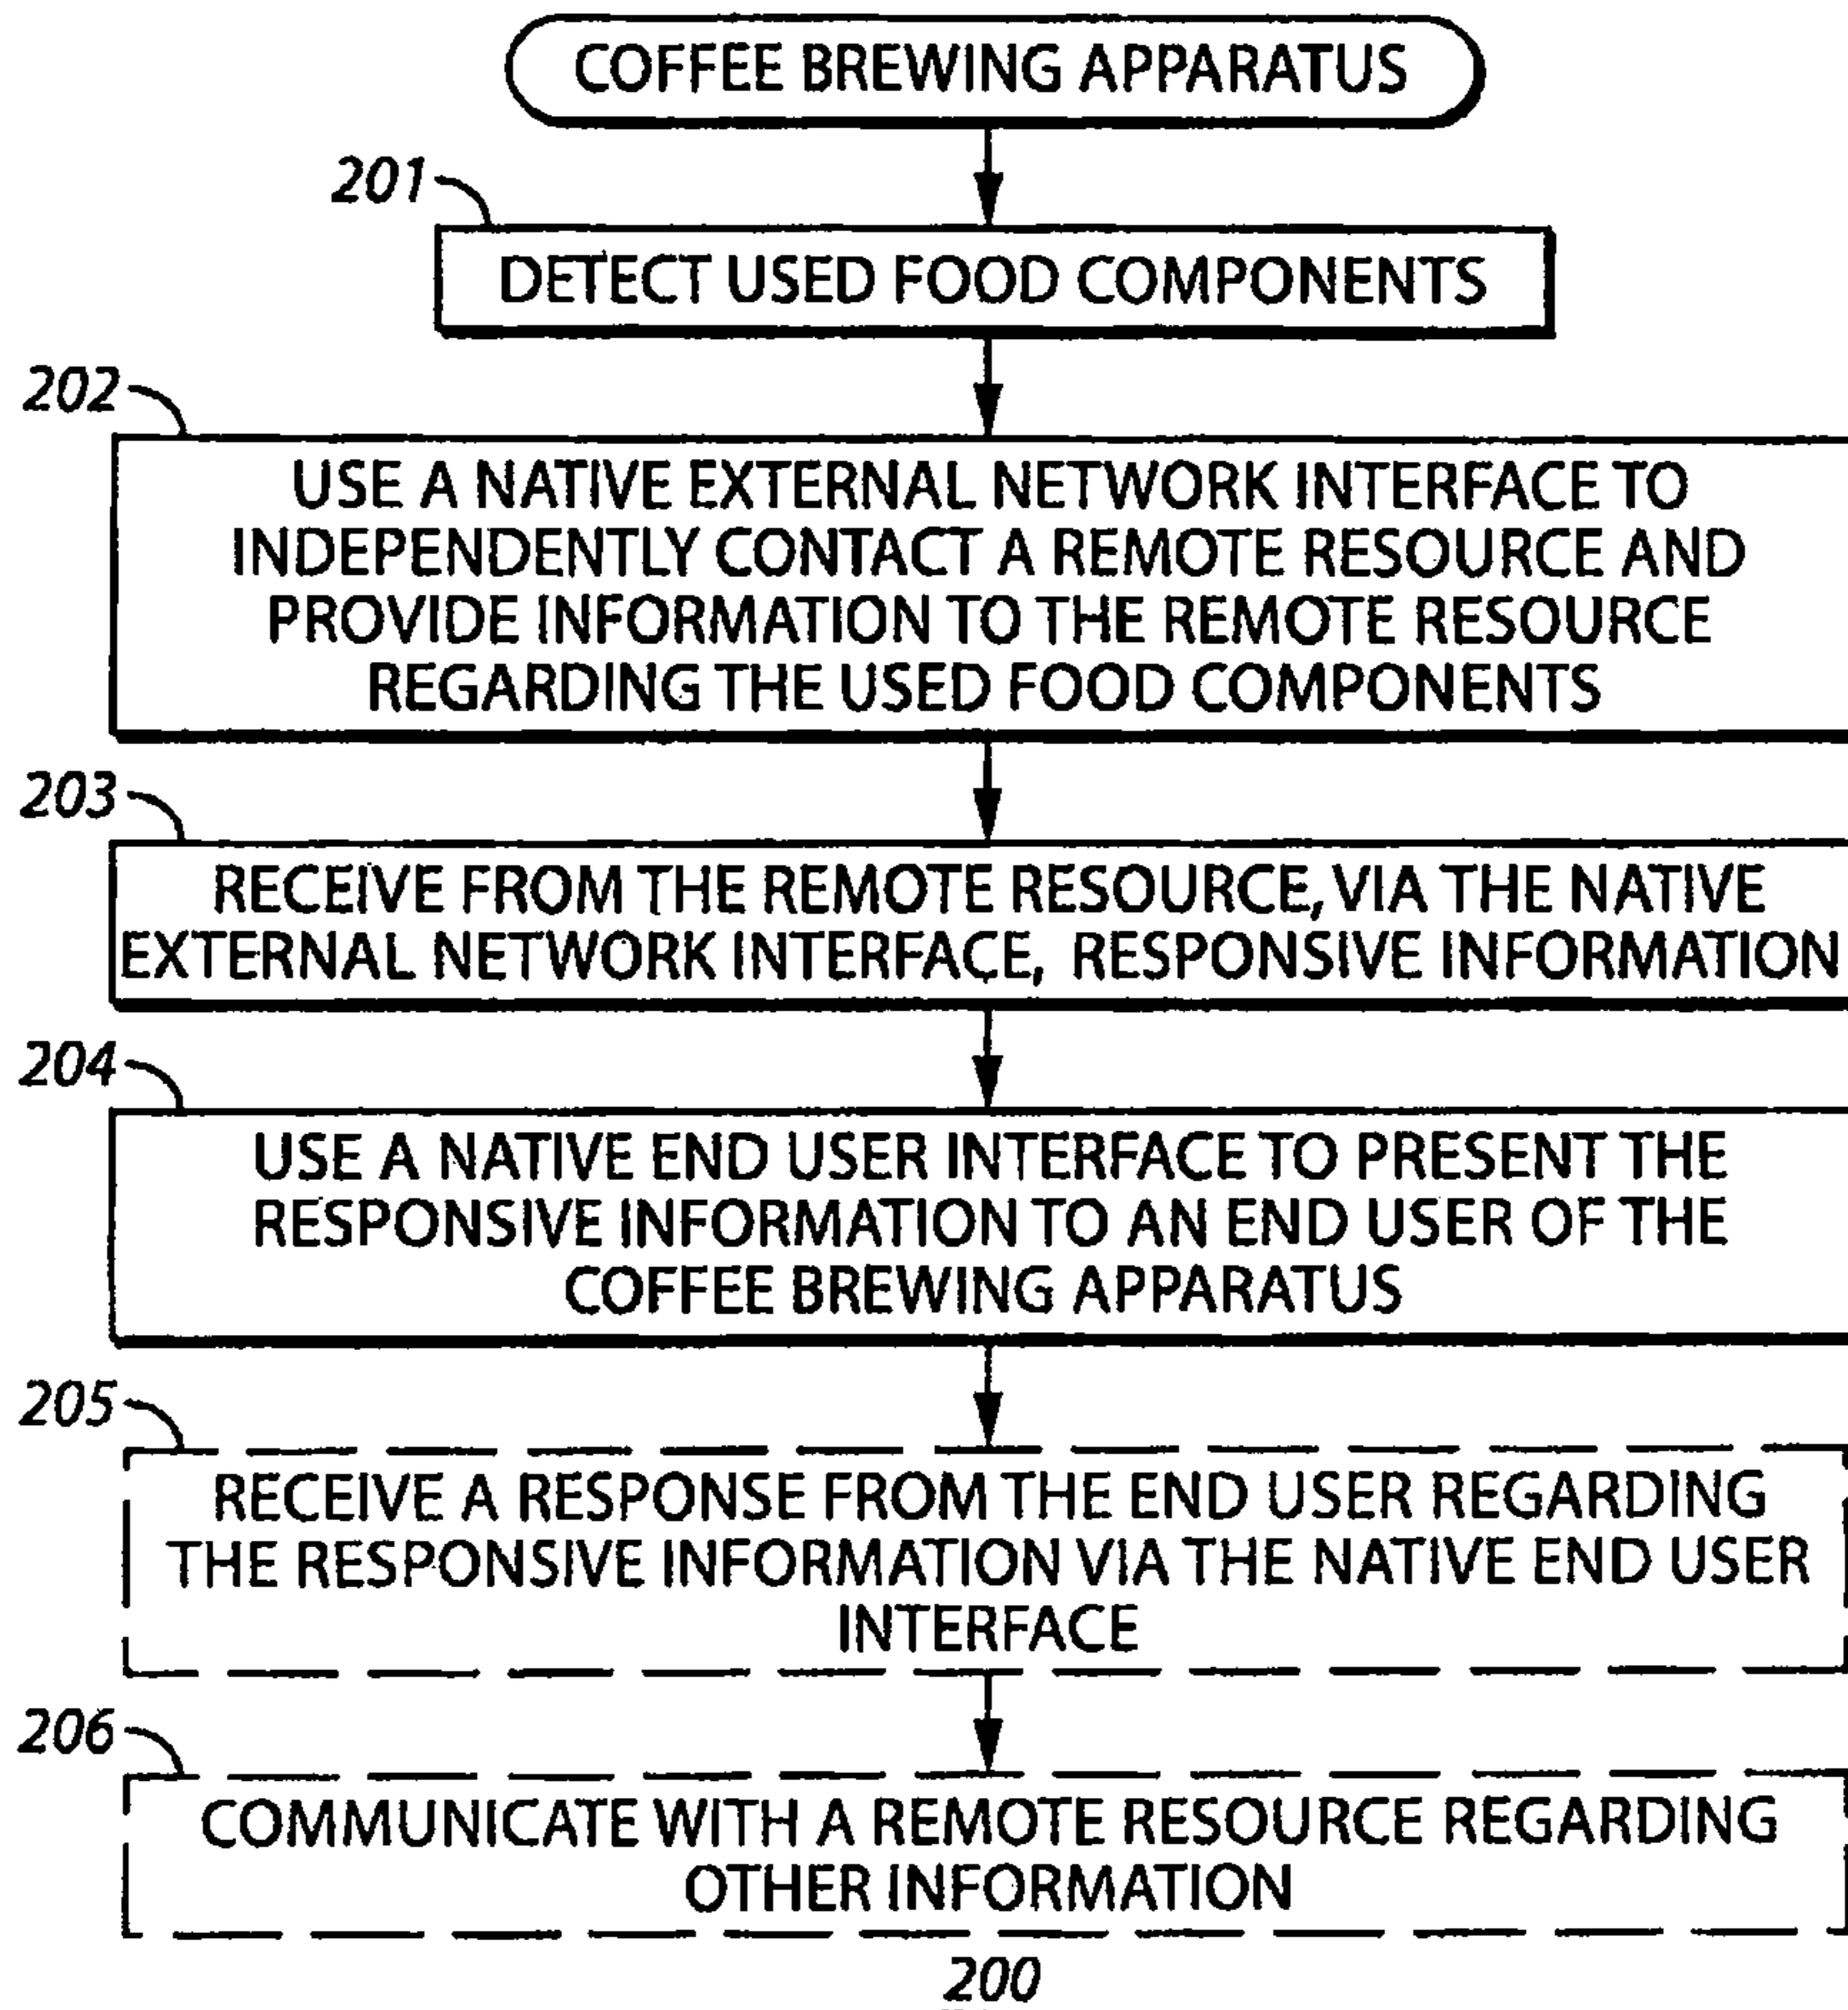 COFFEE BREWING APPARATUS
201
DETECT USED FOOD COMPONENTS
202
USE A NATIVE EXTERNAL NETWORK INTERFACE TO
INDEPENDENTLY CONTACT A REMOTE RESOURCE AND
PROVIDE INFORMATION TO THE REMOTE RESOURCE
REGARDING THE USED FOOD COMPONENTS
203
RECEIVE FROM THE REMOTE RESOURCE, VIA THE NATIVE
EXTERNAL NETWORK INTERFACE, RESPONSIVE INFORMATION
204
USE A NATIVE END USER INTERFACE TO PRESENT THE
RESPONSIVE INFORMATION TO AN END USER OF THE
COFFEE BREWING APPARATUS
205
RECEIVE A RESPONSE FROM THE END USER REGARDING
THE RESPONSIVE INFORMATION VIA THE NATIVE END USER
INTERFACE
206
COMMUNICATE WITH A REMOTE RESOURCE REGARDING
OTHER INFORMATION
200